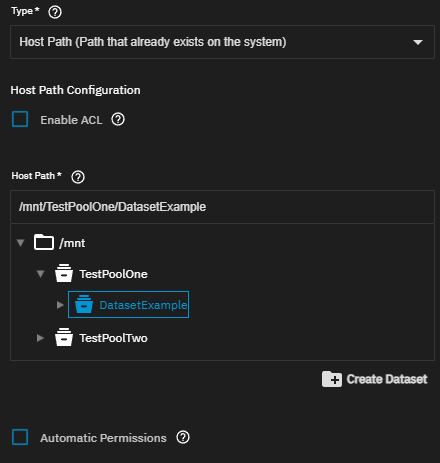 Type *
Host Path (Path that already exists on the system)
Host Path Configuration
Enable ACL
Host Path *
/mnt/TestPoolOne/DatasetExample
/mnt
TestPoolOne
DatasetExample
TestPoolTwo
Create Dataset
Automatic Permissions